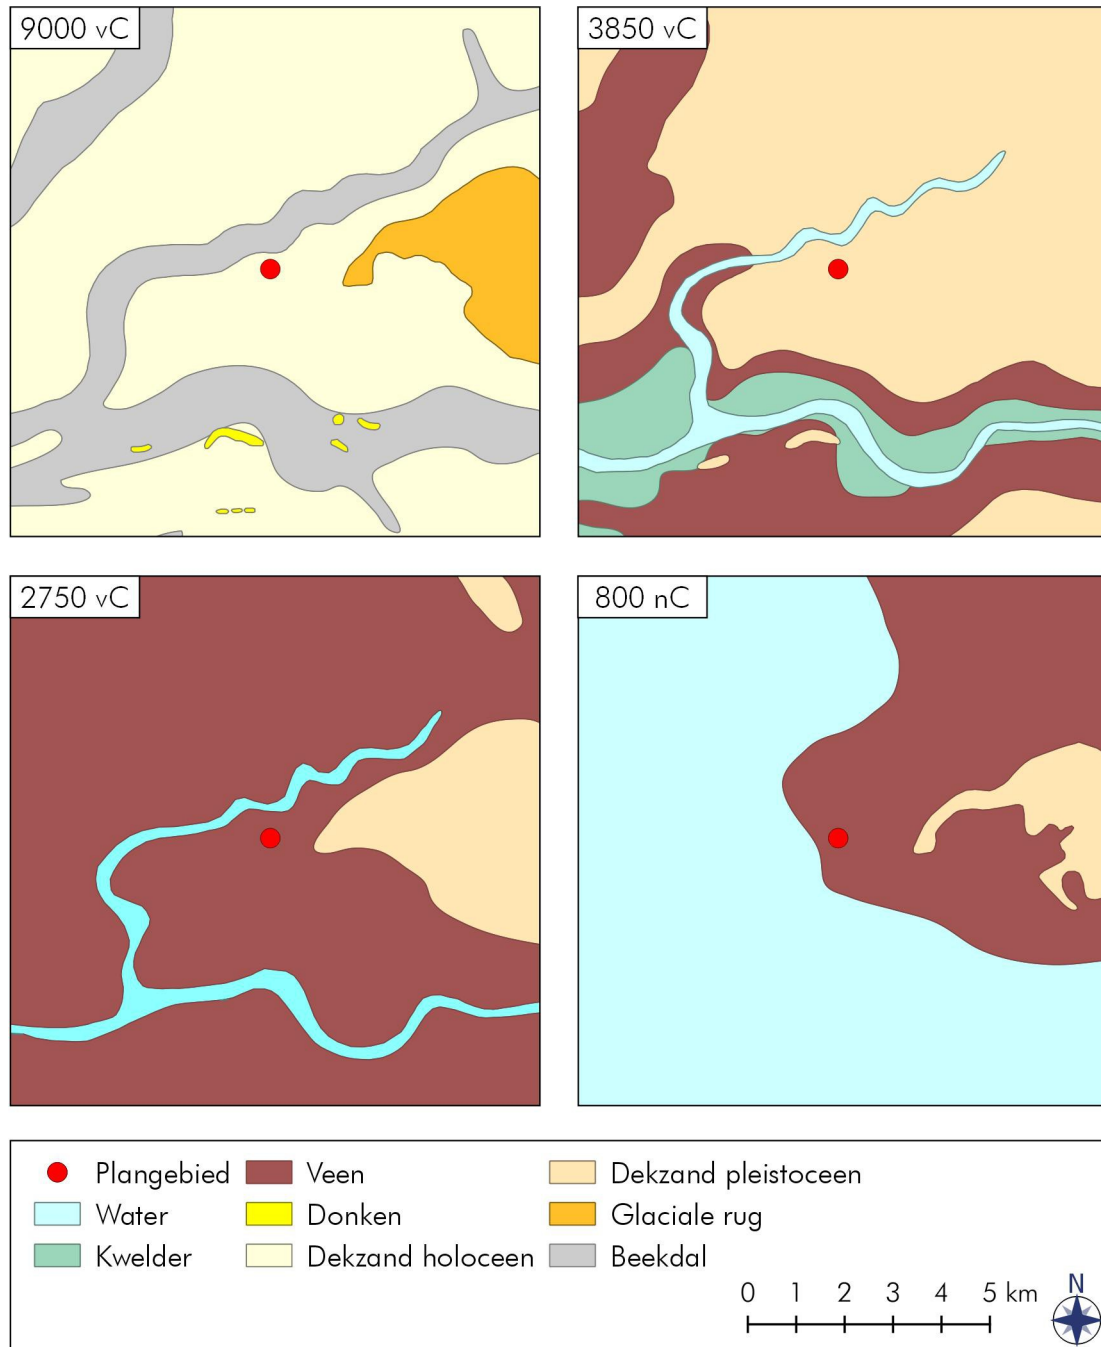 9000 vC
3850 vC
2750 vC
800 nC
Plangebied Veen Dekzand pleistoceen
Water Donken Glaciale rug
Kwelder Dekzand holoceen Beekdal
0 1 2 3 4 5 km
N